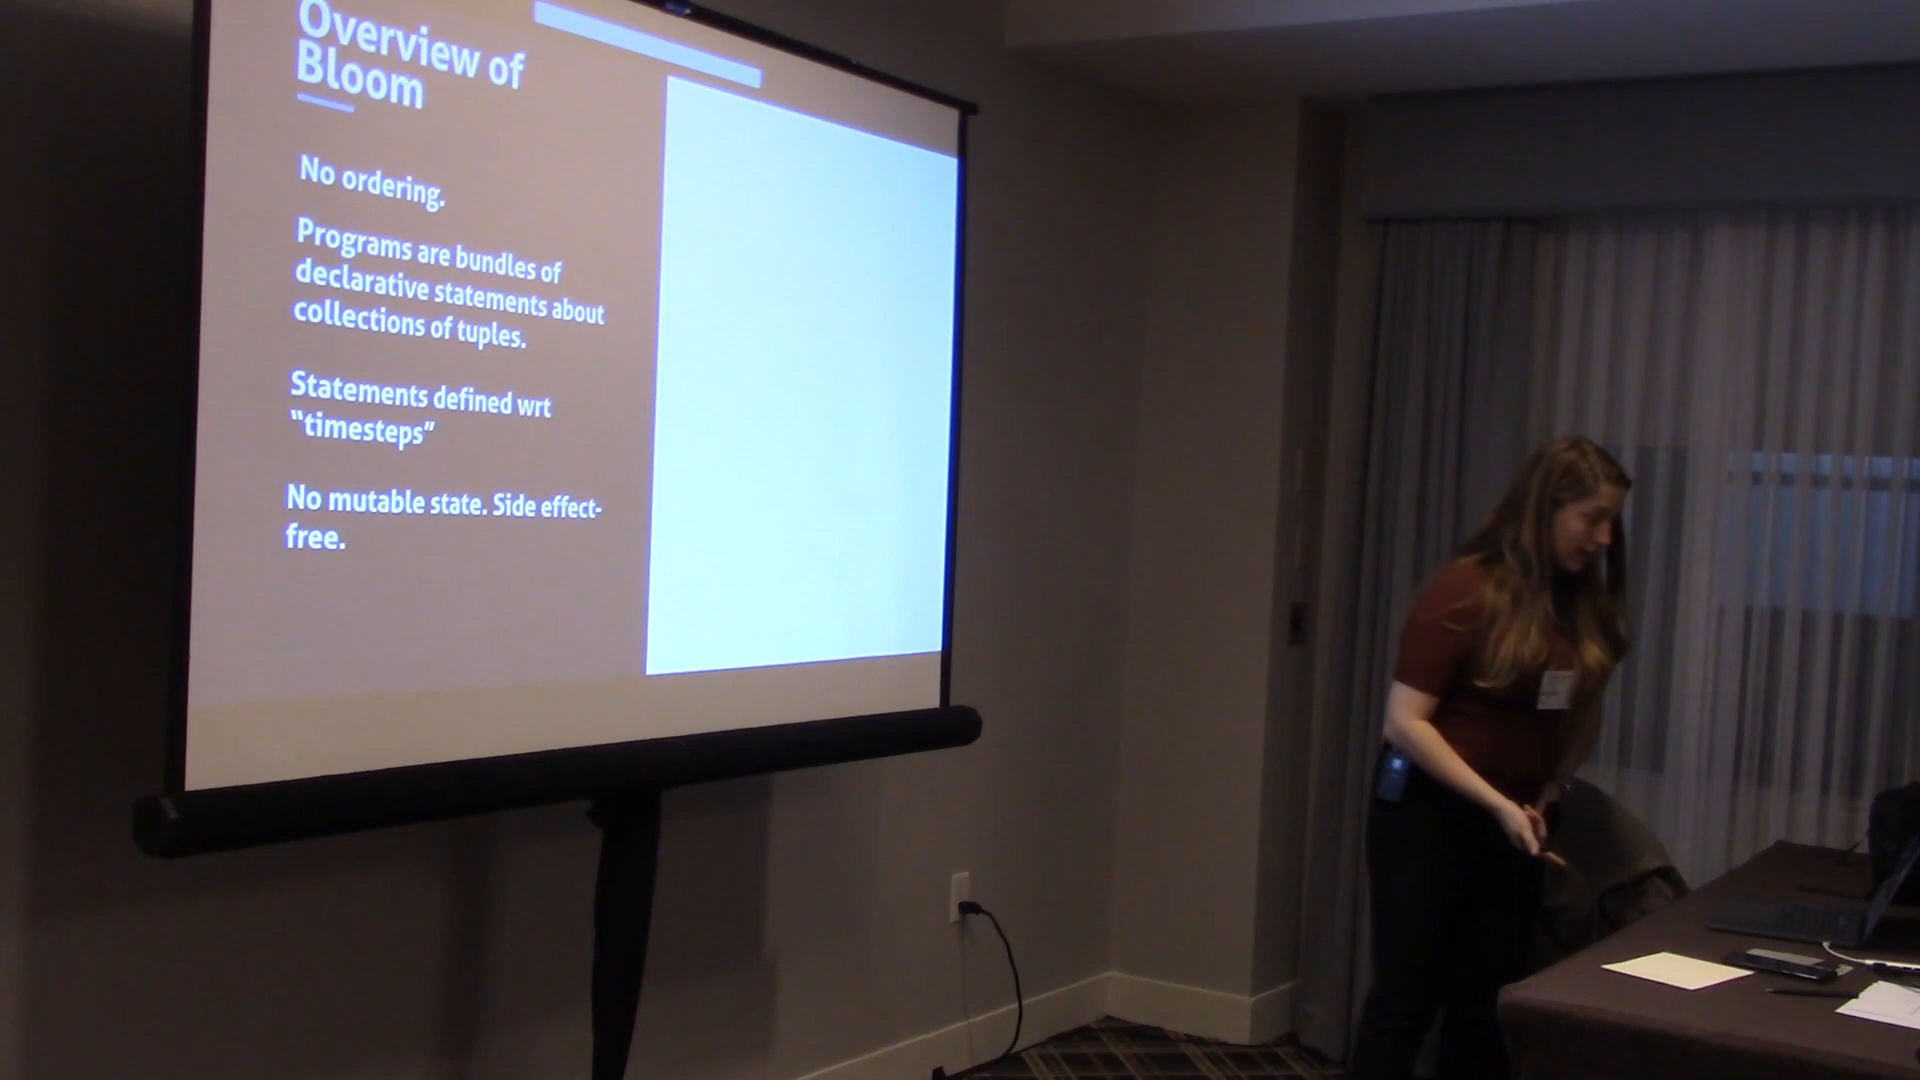 Overview of
Bloom
No ordering.
Programs are bundles of
declarative statements about
collections of tuples.
Statements defined wrt
“timesteps”
No mutable state. Side effect-
free.